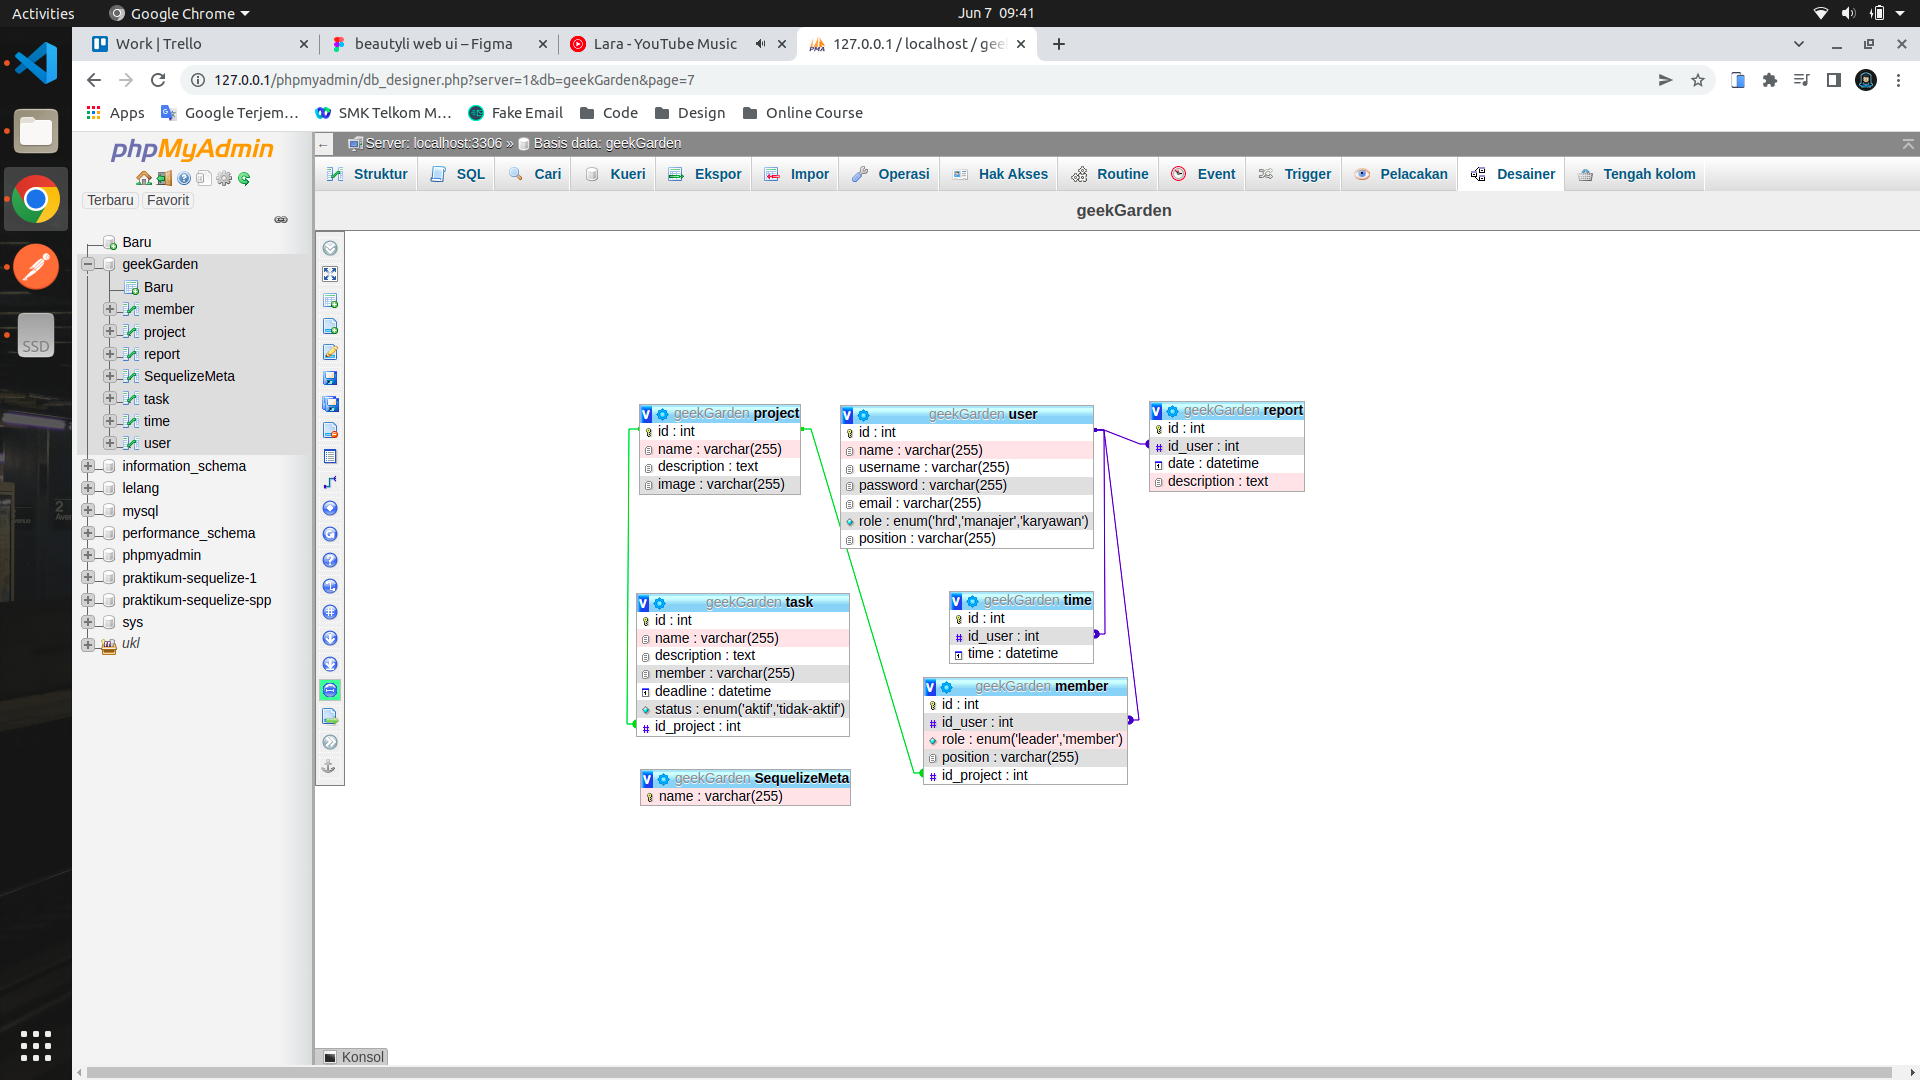 Activities
Google Chrome
Jun 7 09:41
Work | Trello
beautyli web ui – Figma
Lara - YouTube Music
127.0.0.1 / localhost / gee
127.0.0.1/phpmyadmin/db_designer.php?server=1&db=geekGarden&page=7
Apps
Google Terjem...
SMK Telkom M...
Fake Email
Code
Design
Online Course
phpMyAdmin
Terbaru
Favorit
Baru
geekGarden
Baru
member
project
report
SequelizeMeta
task
time
user
information_schema
lelang
mysql
performance_schema
phpmyadmin
praktikum-sequelize-1
praktikum-sequelize-spp
sys
ukl
SSD
Server: localhost:3306 » Basis data: geekGarden
Struktur
SQL
Cari
Kueri
Ekspor
Impor
Operasi
Hak Akses
Routine
Event
Trigger
Pelacakan
Desainer
Tengah kolom
geekGarden
geekGarden project
id : int
name : varchar(255)
description : text
image : varchar(255)
geekGarden user
id : int
name : varchar(255)
username : varchar(255)
password : varchar(255)
email : varchar(255)
role : enum('hrd','manajer','karyawan')
position : varchar(255)
geekGarden report
id : int
id_user : int
date : datetime
description : text
geekGarden task
id : int
name : varchar(255)
description : text
member : varchar(255)
deadline : datetime
status : enum('aktif','tidak-aktif')
id_project : int
geekGarden time
id : int
id_user : int
time : datetime
geekGarden member
id : int
id_user : int
role : enum('leader','member')
position : varchar(255)
id_project : int
geekGarden SequelizeMeta
name : varchar(255)
Konsol